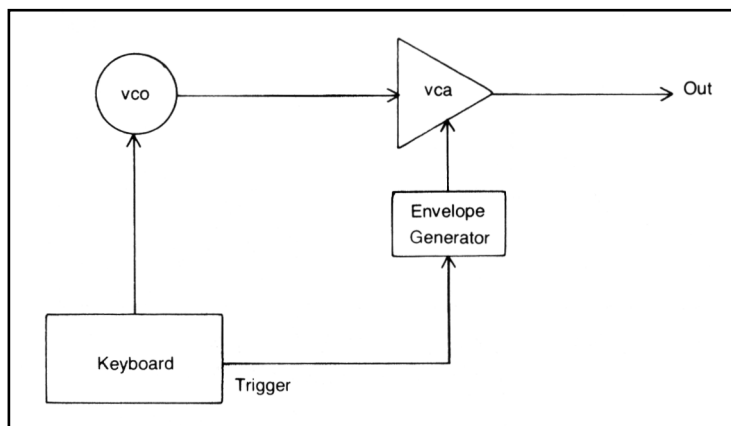 vco
vca
Out
Envelope
Generator
Keyboard
Trigger